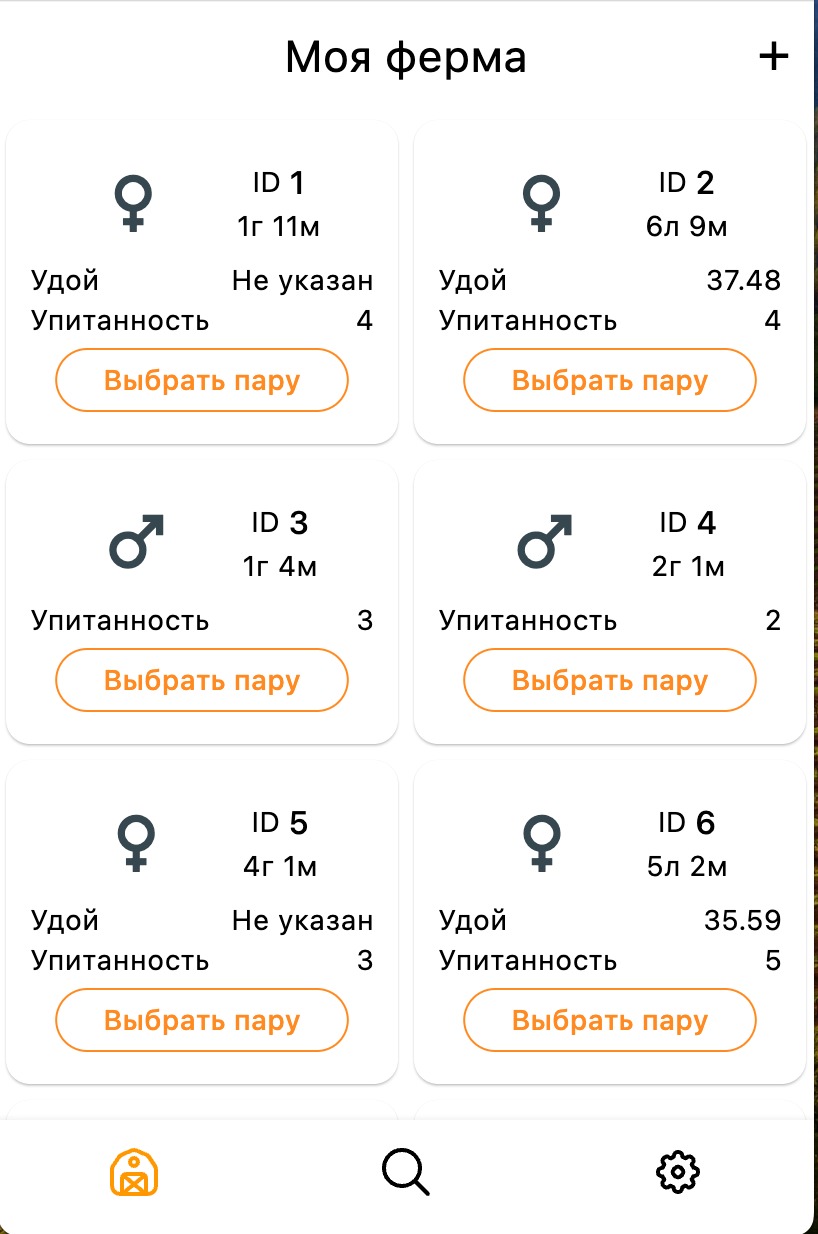 Моя ферма +
ID 1
1г 11м
Удой Не указан
Упитанность 4
Выбрать пару
ID 2
6л 9м
Удой 37.48
Упитанность 4
Выбрать пару
ID 3
1г 4м
Упитанность 3
Выбрать пару
ID 4
2г 1м
Упитанность 2
Выбрать пару
ID 5
4г 1м
Удой Не указан
Упитанность 3
Выбрать пару
ID 6
5л 2м
Удой 35.59
Упитанность 5
Выбрать пару